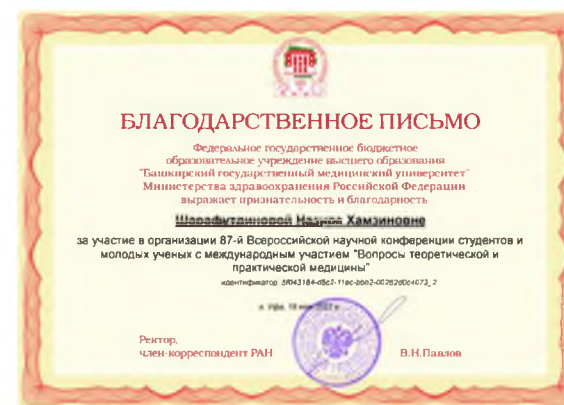 БЛАГОДАРСТВЕННОЕ ПИСЬМО
Федеральное государственное бюджетное
образовательное учреждение высшего образования
"Башкирский государственный медицинский университет"
Министерства здравоохранения Российской Федерации
выражает признательность и благодарность
Хамзиновне
за участие в организации 87-й Всероссийской научной конференции студентов и
молодых ученых с международным участием "Вопросы теоретической и
практической медицины"
идентификатор
г. Уфа,
Ректор,
член-корреспондент РАН
В.Н.Павлов